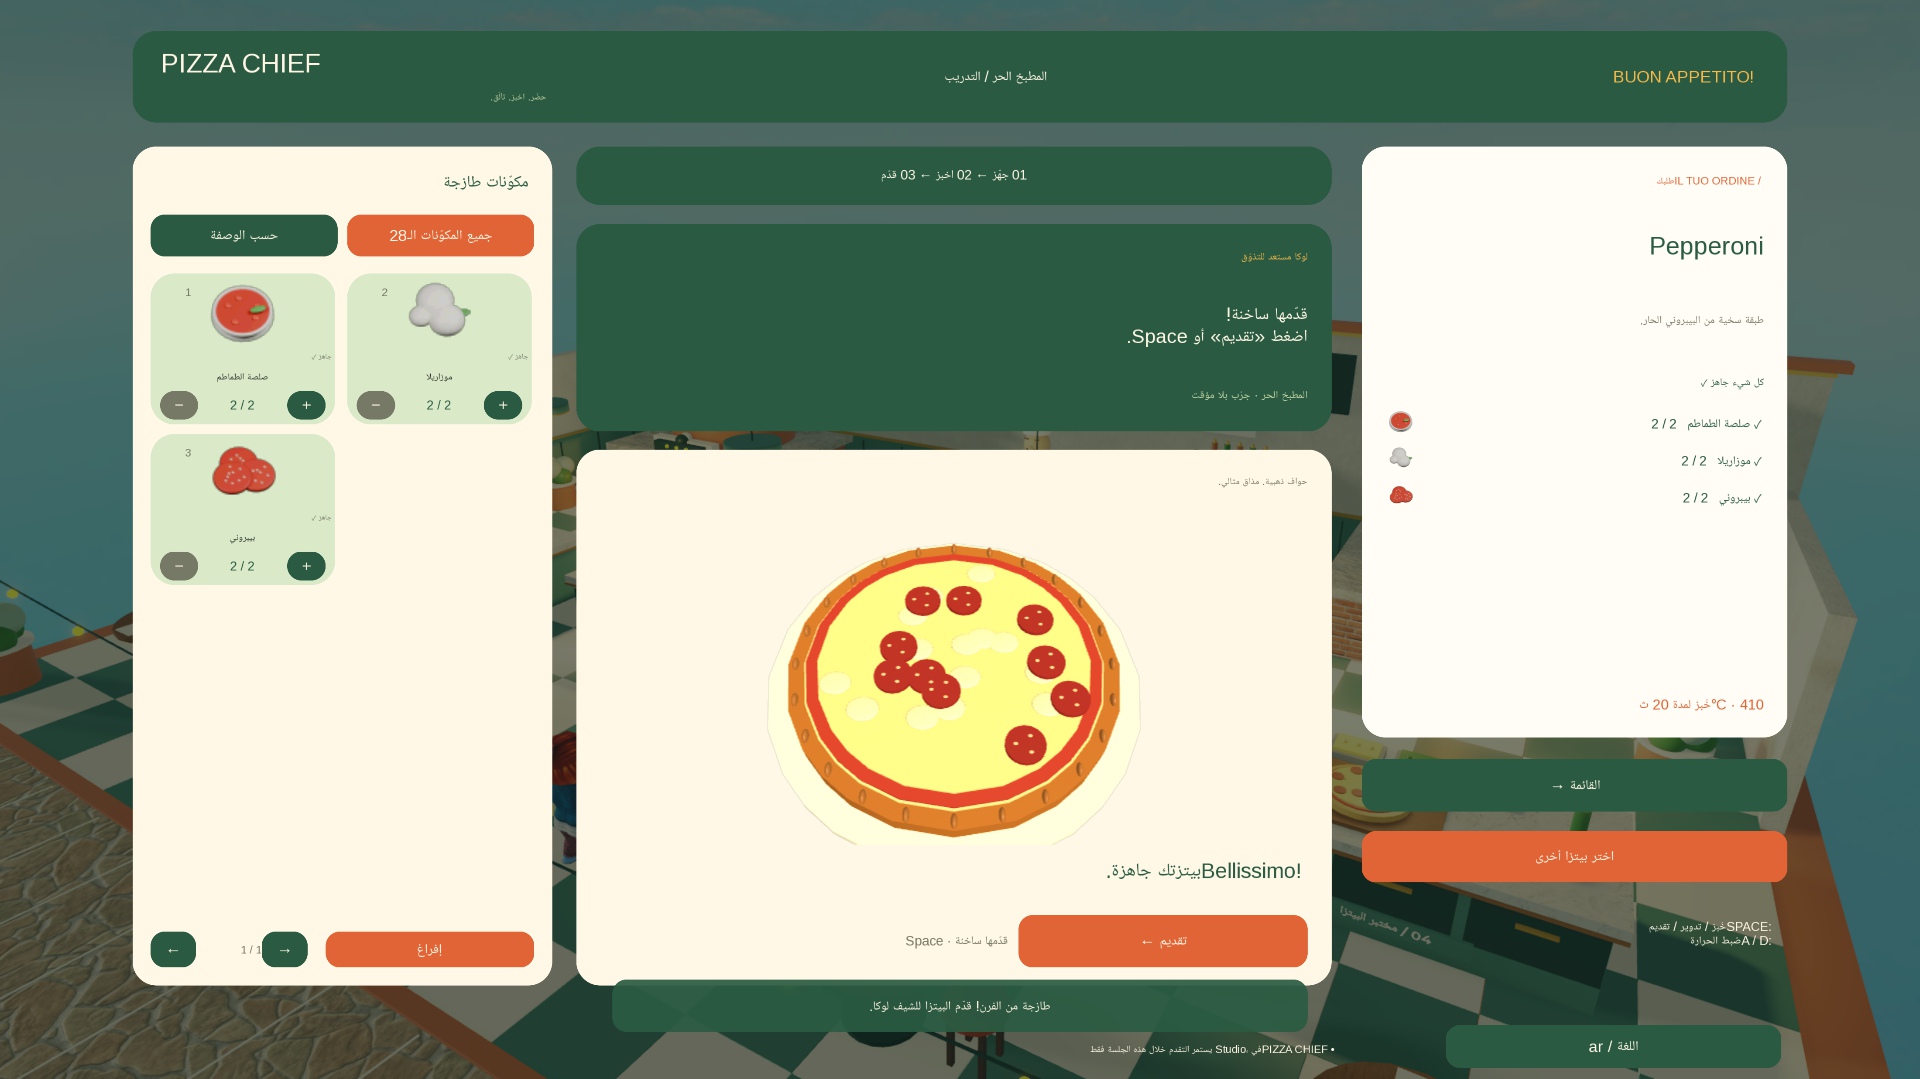 PIZZA CHIEF
حضّر. اخبز. تألّق.
المطبخ الحر / التدريب
BUON APPETITO!
مكوّنات طازجة
جميع المكوّنات الـ28
حسب الوصفة
1
جاهز ✓
صلصة الطماطم
− 2 / 2 +
2
جاهز ✓
موزاريلا
− 2 / 2 +
3
جاهز ✓
بيبروني
− 2 / 2 +
← 1 / 1 →
إفراغ
01 جهّز ← 02 اخبز ← 03 قدّم
لوكا مستعد للتذوّق
قدّمها ساخنة!
اضغط «تقديم» أو Space.
المطبخ الحر · جرّب بلا مؤقت
حواف ذهبية. مذاق مثالي.
Bellissimo! بيتزتك جاهزة.
تقديم ←
قدّمها ساخنة · Space
طازجة من الفرن! قدّم البيتزا للشيف لوكا.
PIZZA CHIEF • في Studio، يستمر التقدم خلال هذه الجلسة فقط
IL TUO ORDINE / طلبك
Pepperoni
طبقة سخية من البيبروني الحار.
كل شيء جاهز ✓
✓ صلصة الطماطم 2 / 2
✓ موزاريلا 2 / 2
✓ بيبروني 2 / 2
410 °C · خَبز لمدة 20 ث
القائمة →
اختر بيتزا أخرى
مختبر البيتزا / 04
SPACE: خبز / تدوير / تقديم
A / D: ضبط الحرارة
اللغة / ar